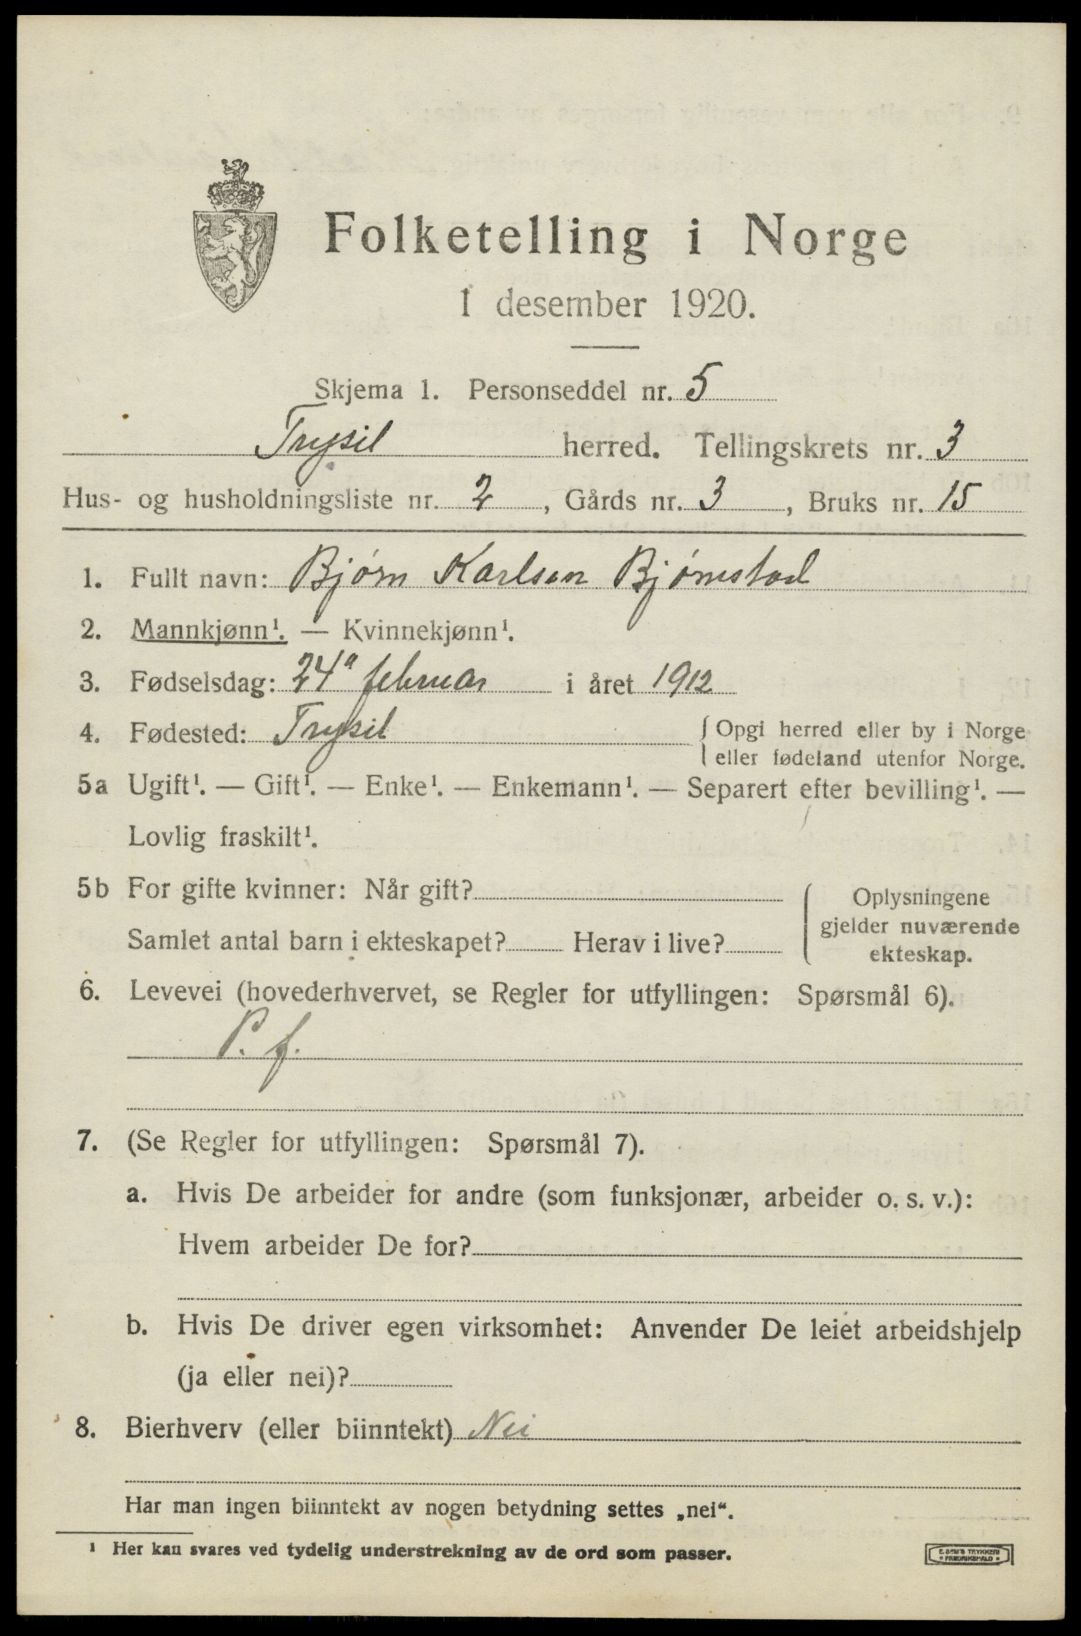 Folketelling i Norge
1 desember 1920.
Skjema 1. Personseddel nr. 5
Trysil herred. Tellingskrets nr. 3
Hus- og husholdningsliste nr. 2, Gårds nr. 3, Bruks nr. 15
1. Fullt navn: Bjørn Karlsen Bjørnstad
2. Mannkjønn¹. — Kvinnekjønn¹.
3. Fødselsdag: 24ᵃ februar i året 1912
4. Fødested: Trysil
{ Opgi herred eller by i Norge
eller fødeland utenfor Norge.
5a Ugift¹. — Gift¹. — Enke¹. — Enkemann¹. — Separert efter bevilling¹. —
Lovlig fraskilt¹.
5b For gifte kvinner: Når gift?
Samlet antal barn i ekteskapet? Herav i live?
Oplysningene
gjelder nuværende
ekteskap.
6. Levevei (hovederhvervet, se Regler for utfyllingen: Spørsmål 6).
P. f.
7. (Se Regler for utfyllingen: Spørsmål 7).
a. Hvis De arbeider for andre (som funksjonær, arbeider o. s. v.):
Hvem arbeider De for?
b. Hvis De driver egen virksomhet: Anvender De leiet arbeidshjelp
(ja eller nei)?
8. Bierhverv (eller biinntekt) Nei
Har man ingen biinntekt av nogen betydning settes „nei“.
¹ Her kan svares ved tydelig understrekning av de ord som passer.